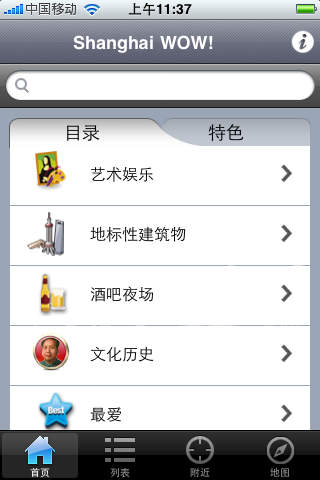 中国移动 上午11:37
Shanghai WOW!
目录 特色
艺术娱乐
地标性建筑物
酒吧夜场
文化历史
Best
最爱
首页 列表 附近 地图